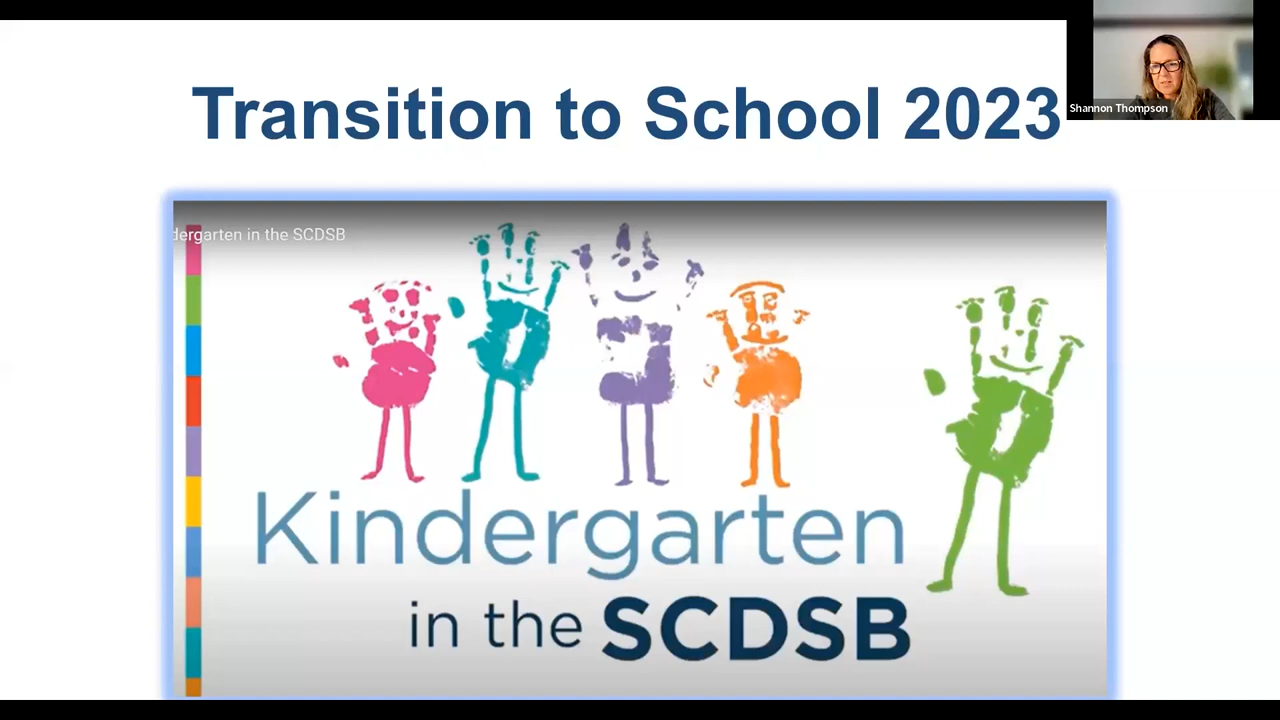 Transition to School 2023
Shannon Thompson
dergarten in the SCDSB
Kindergarten
in the SCDSB